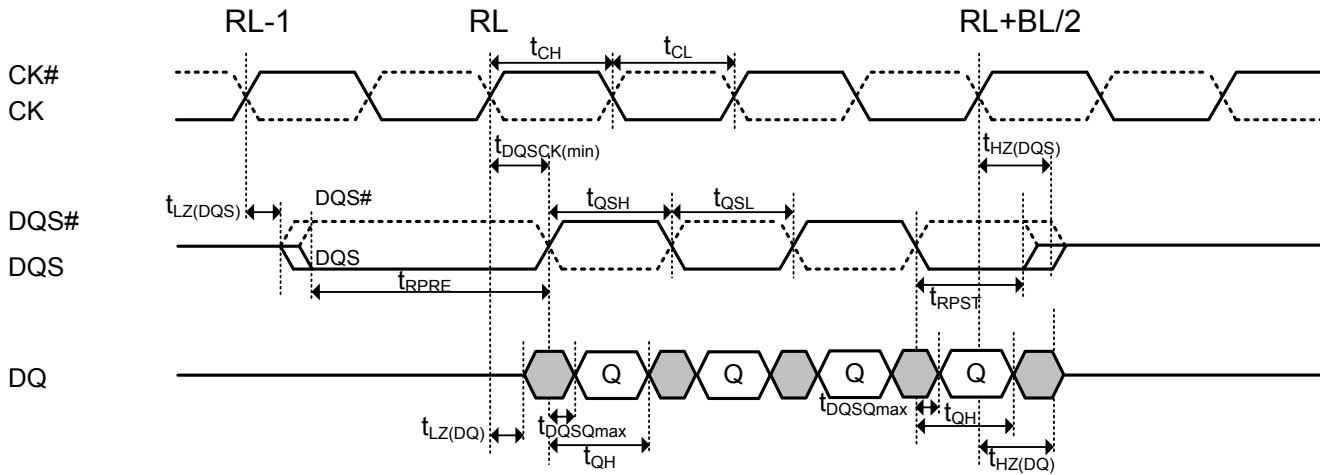 RL-1 RL RL+BL/2
tCH tCL
CK#
CK
tDQSCK(min) tHZ(DQS)
tLZ(DQS) DQS# tQSH tQSL
DQS#
DQS DQS
tRPRE tRPST
DQ Q Q Q Q
tLZ(DQ) tDQSQmax tDQSQmax tQH
tQH tHZ(DQ)